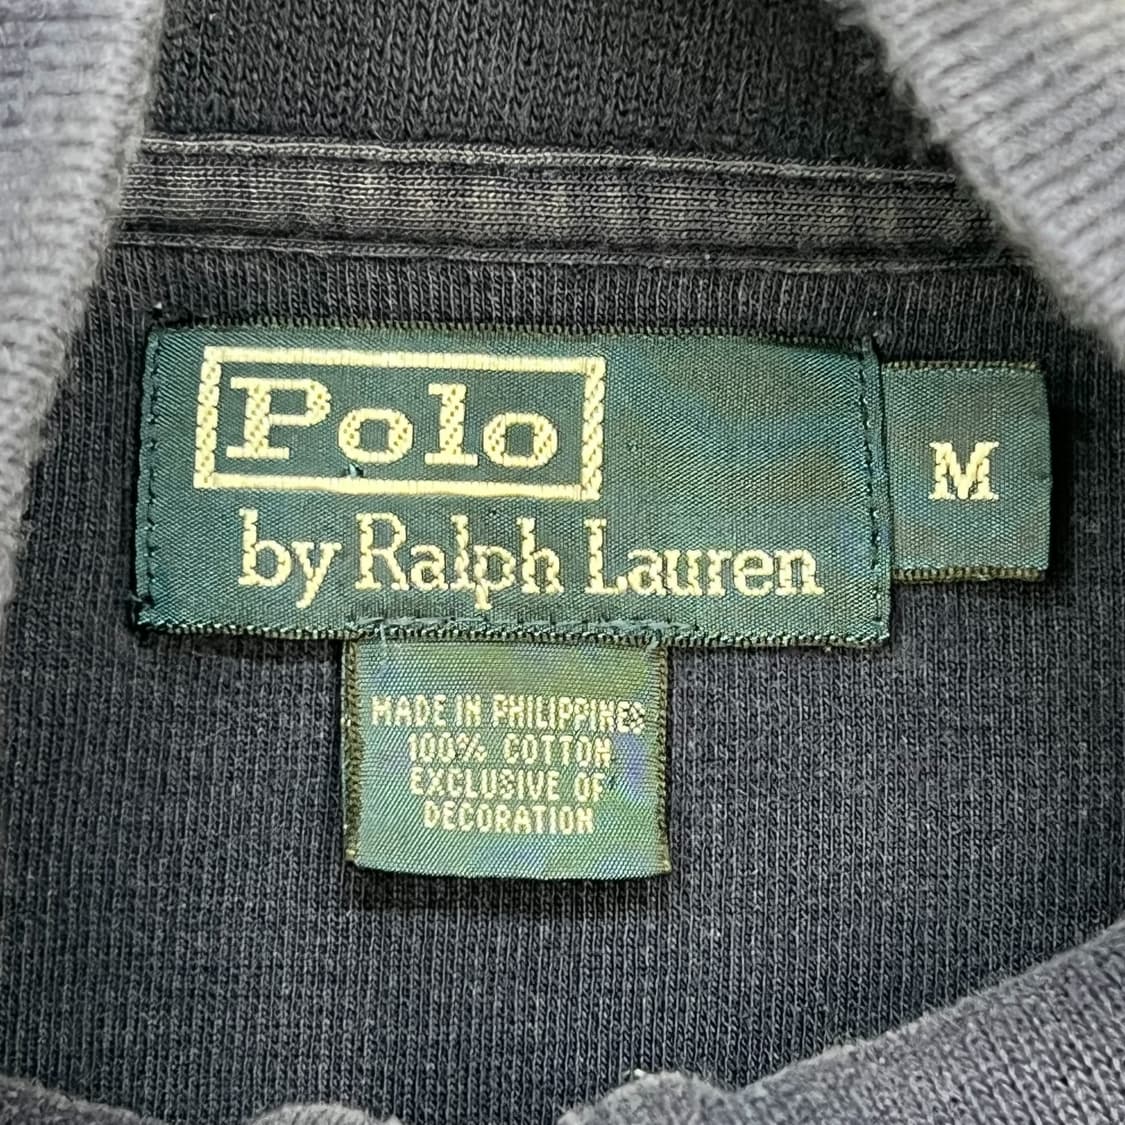 Polo
by Ralph Lauren
M
MADE IN PHILIPPINES
100% COTTON
EXCLUSIVE OF
DECORATION